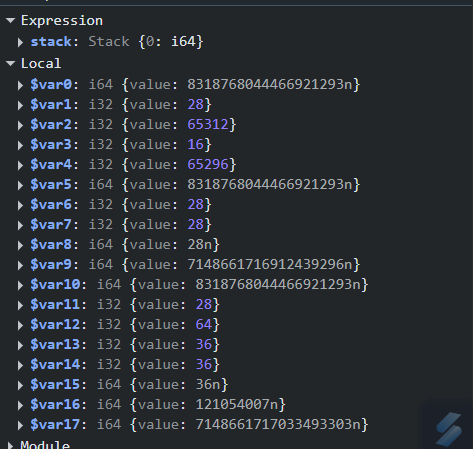 Expression
stack: Stack {0: i64}
Local
$var0: i64 {value: 8318768044466921293n}
$var1: i32 {value: 28}
$var2: i32 {value: 65312}
$var3: i32 {value: 16}
$var4: i32 {value: 65296}
$var5: i64 {value: 8318768044466921293n}
$var6: i32 {value: 28}
$var7: i32 {value: 28}
$var8: i64 {value: 28n}
$var9: i64 {value: 7148661716912439296n}
$var10: i64 {value: 8318768044466921293n}
$var11: i32 {value: 28}
$var12: i32 {value: 64}
$var13: i32 {value: 36}
$var14: i32 {value: 36}
$var15: i64 {value: 36n}
$var16: i64 {value: 121054007n}
$var17: i64 {value: 7148661717033493303n}
Module